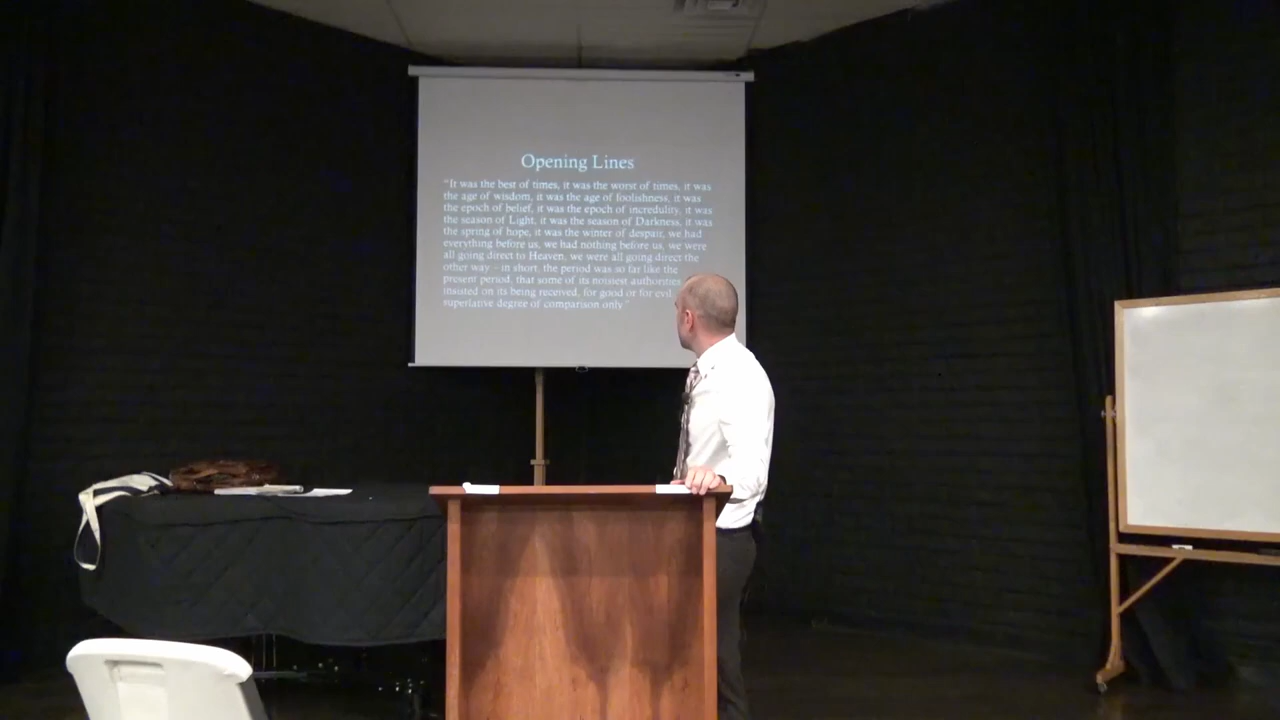 Opening Lines
“It was the best of times, it was the worst of times, it was
the age of wisdom, it was the age of foolishness, it was
the epoch of belief, it was the epoch of incredulity, it was
the season of Light, it was the season of Darkness, it was
the spring of hope, it was the winter of despair, we had
everything before us, we had nothing before us, we were
all going direct to Heaven, we were all going direct the
other way – in short, the period was so far like the
present period, that some of its noisiest authorities
insisted on its being received, for good or for evil
superlative degree of comparison only”